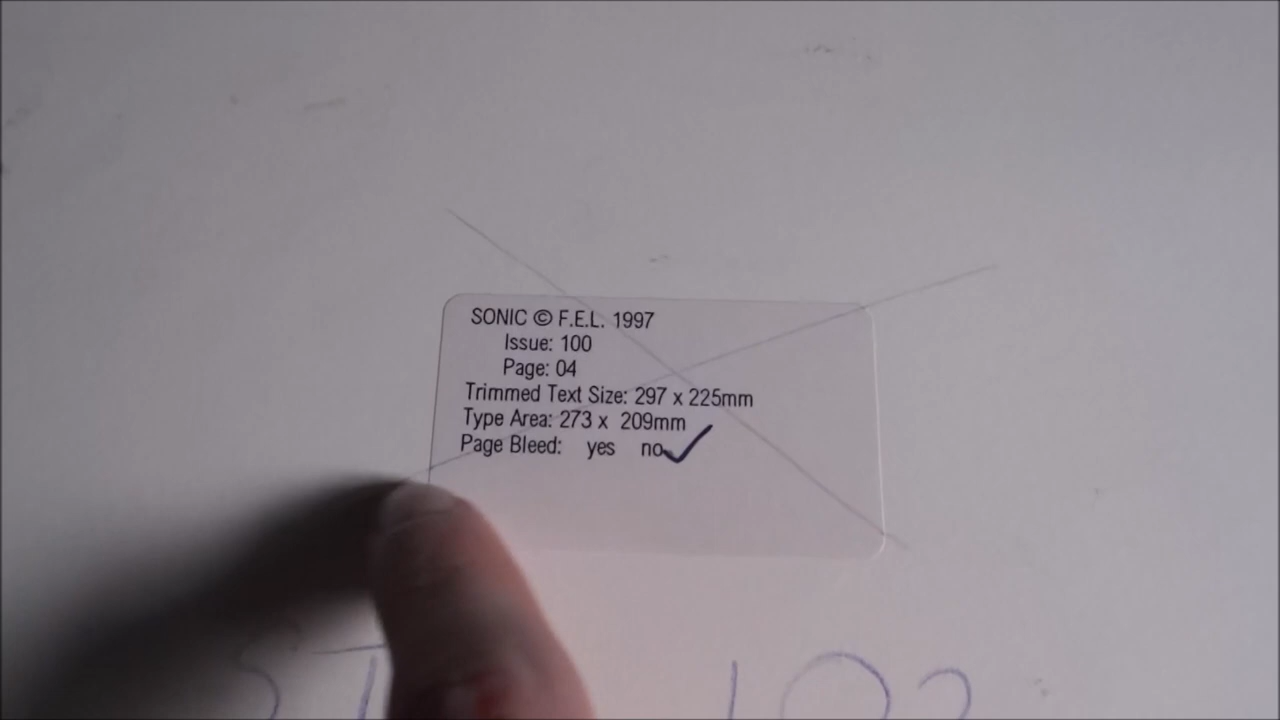 SONIC © F.E.L. 1997
Issue: 100
Page: 04
Trimmed Text Size: 297 x 225mm
Type Area: 273 x 209mm
Page Bleed: yes no✓